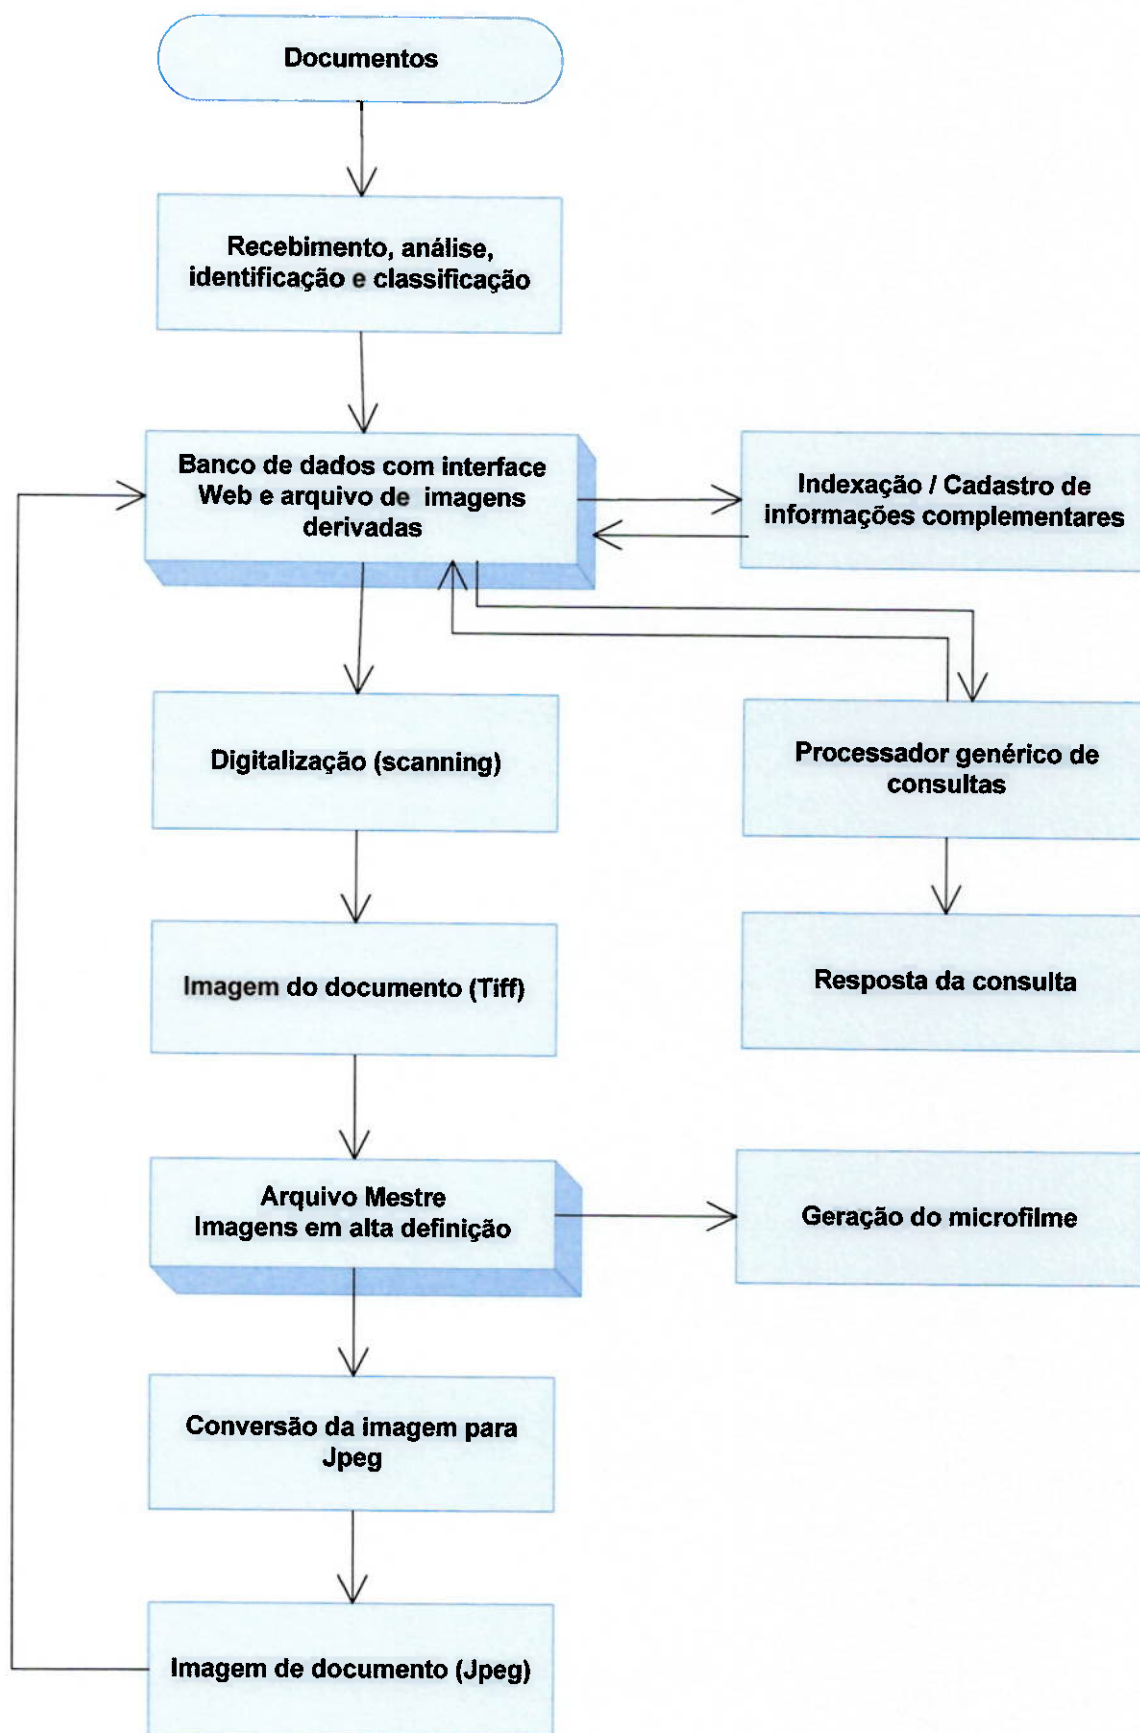 Documentos
Recebimento, análise,
identificação e classificação
Banco de dados com interface
Web e arquivo de imagens
derivadas
Indexação / Cadastro de
informações complementares
Digitalização (scanning)
Processador genérico de
consultas
Imagem do documento (Tiff)
Resposta da consulta
Arquivo Mestre
Imagens em alta definição
Geração do microfilme
Conversão da imagem para
Jpeg
Imagem de documento (Jpeg)